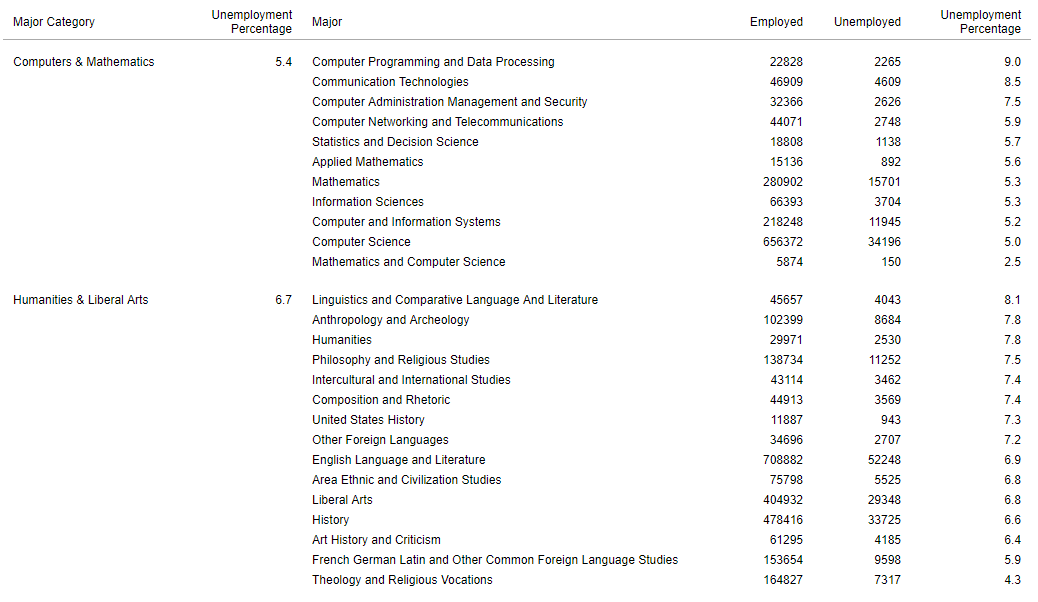 Major Category Unemployment Percentage Major Employed Unemployed Unemployment Percentage
Computers & Mathematics 5.4 Computer Programming and Data Processing 22828 2265 9.0
Communication Technologies 46909 4609 8.5
Computer Administration Management and Security 32366 2626 7.5
Computer Networking and Telecommunications 44071 2748 5.9
Statistics and Decision Science 18808 1138 5.7
Applied Mathematics 15136 892 5.6
Mathematics 280902 15701 5.3
Information Sciences 66393 3704 5.3
Computer and Information Systems 218248 11945 5.2
Computer Science 656372 34196 5.0
Mathematics and Computer Science 5874 150 2.5
Humanities & Liberal Arts 6.7 Linguistics and Comparative Language And Literature 45657 4043 8.1
Anthropology and Archeology 102399 8684 7.8
Humanities 29971 2530 7.8
Philosophy and Religious Studies 138734 11252 7.5
Intercultural and International Studies 43114 3462 7.4
Composition and Rhetoric 44913 3569 7.4
United States History 11887 943 7.3
Other Foreign Languages 34696 2707 7.2
English Language and Literature 708882 52248 6.9
Area Ethnic and Civilization Studies 75798 5525 6.8
Liberal Arts 404932 29348 6.8
History 478416 33725 6.6
Art History and Criticism 61295 4185 6.4
French German Latin and Other Common Foreign Language Studies 153654 9598 5.9
Theology and Religious Vocations 164827 7317 4.3